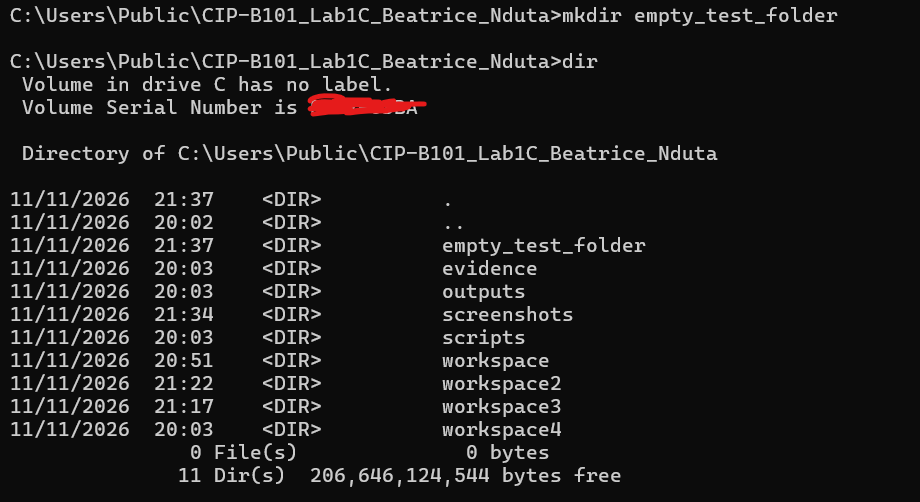 C:\Users\Public\CIP-B101_Lab1C_Beatrice_Nduta>mkdir empty_test_folder
C:\Users\Public\CIP-B101_Lab1C_Beatrice_Nduta>dir
Volume in drive C has no label.
Volume Serial Number is
Directory of C:\Users\Public\CIP-B101_Lab1C_Beatrice_Nduta
11/11/2026  21:37    <DIR>          .
11/11/2026  20:02    <DIR>          ..
11/11/2026  21:37    <DIR>          empty_test_folder
11/11/2026  20:03    <DIR>          evidence
11/11/2026  20:03    <DIR>          outputs
11/11/2026  21:34    <DIR>          screenshots
11/11/2026  20:03    <DIR>          scripts
11/11/2026  20:51    <DIR>          workspace
11/11/2026  21:22    <DIR>          workspace2
11/11/2026  21:17    <DIR>          workspace3
11/11/2026  20:03    <DIR>          workspace4
0 File(s)              0 bytes
11 Dir(s)  206,646,124,544 bytes free